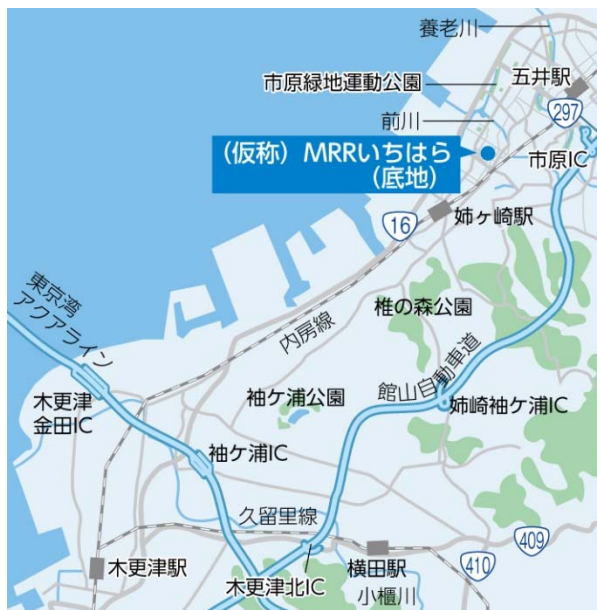 養老川
市原緑地運動公園
五井駅
297
前川
(仮称) MRRいちはら
(底地)
市原IC
16
姉ヶ崎駅
東京湾
アクアライン
内房線
椎の森公園
館山自動車道
木更津
金田IC
袖ケ浦公園
姉崎袖ケ浦IC
袖ケ浦IC
久留里線
木更津駅
木更津北IC
横田駅
小櫃川
410
409